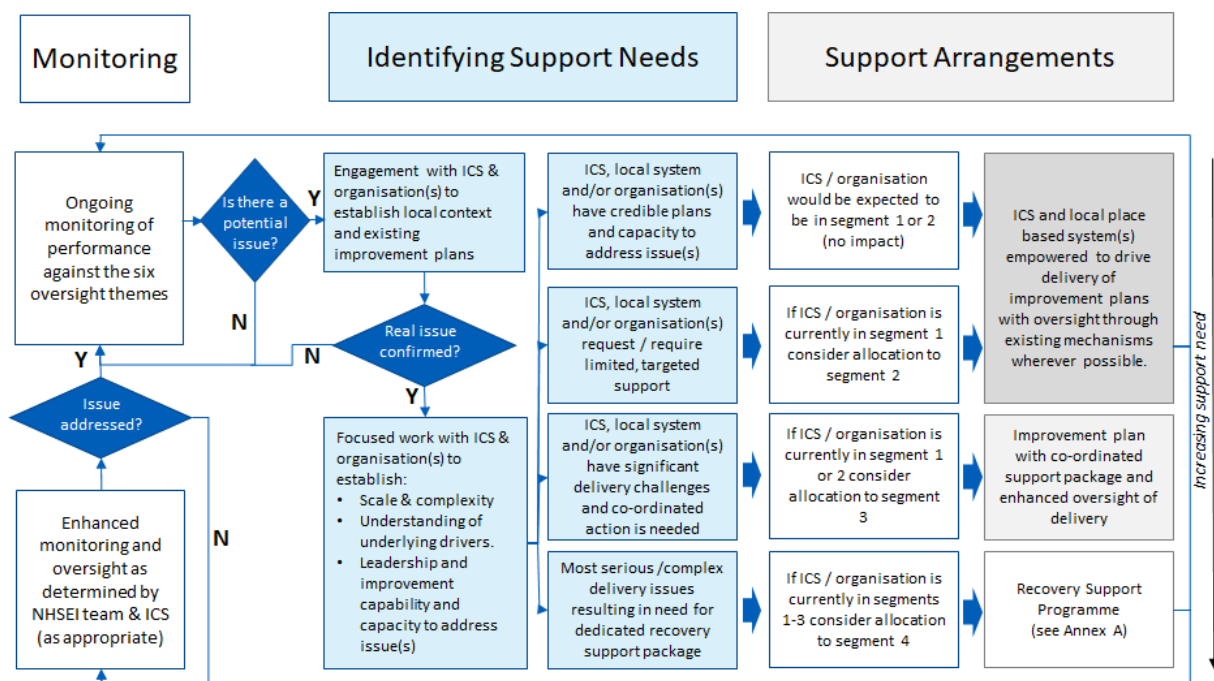 Monitoring
Identifying Support Needs
Support Arrangements
Ongoing
monitoring of
performance
against the six
oversight themes
Is there a
potential
issue?
Y
N
Engagement with ICS &
organisation(s) to
establish local context
and existing
improvement plans
Real issue
confirmed?
N
Y
Y
Issue
addressed?
N
Enhanced
monitoring and
oversight as
determined by
NHSEI team & ICS
(as appropriate)
Focused work with ICS &
organisation(s) to
establish:
• Scale & complexity
• Understanding of
underlying drivers.
• Leadership and
improvement
capability and
capacity to address
issue(s)
ICS, local system
and/or organisation(s)
have credible plans
and capacity to
address issue(s)
ICS / organisation
would be expected to
be in segment 1 or 2
(no impact)
ICS and local place
based system(s)
empowered to drive
delivery of
improvement plans
with oversight through
existing mechanisms
wherever possible.
ICS, local system
and/or organisation(s)
request / require
limited, targeted
support
If ICS / organisation is
currently in segment 1
consider allocation to
segment 2
ICS, local system
and/or organisation(s)
have significant
delivery challenges
and co-ordinated
action is needed
If ICS / organisation is
currently in segment 1
or 2 consider
allocation to segment
3
Improvement plan
with co-ordinated
support package and
enhanced oversight of
delivery
Most serious /complex
delivery issues
resulting in need for
dedicated recovery
support package
If ICS / organisation is
currently in segments
1-3 consider allocation
to segment 4
Recovery Support
Programme
(see Annex A)
Increasing support need